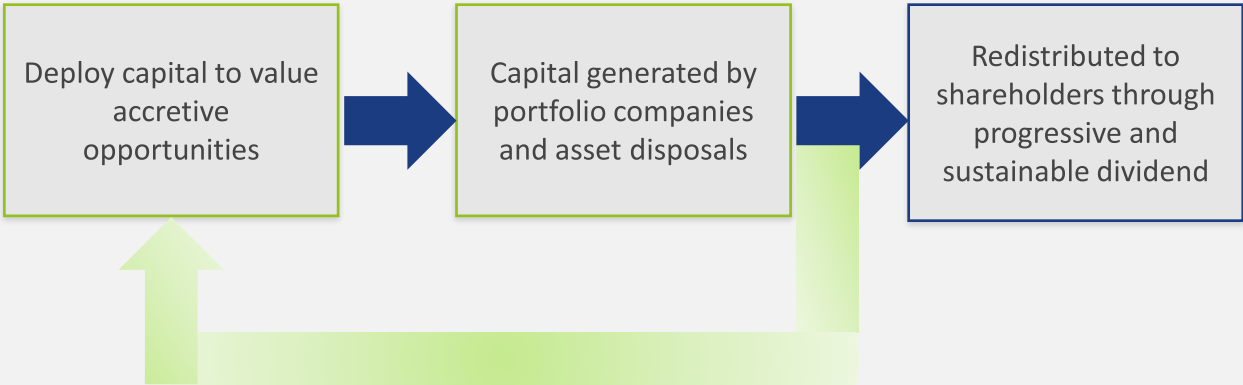 Deploy capital to value
accretive
opportunities
Capital generated by
portfolio companies
and asset disposals
Redistributed to
shareholders through
progressive and
sustainable dividend